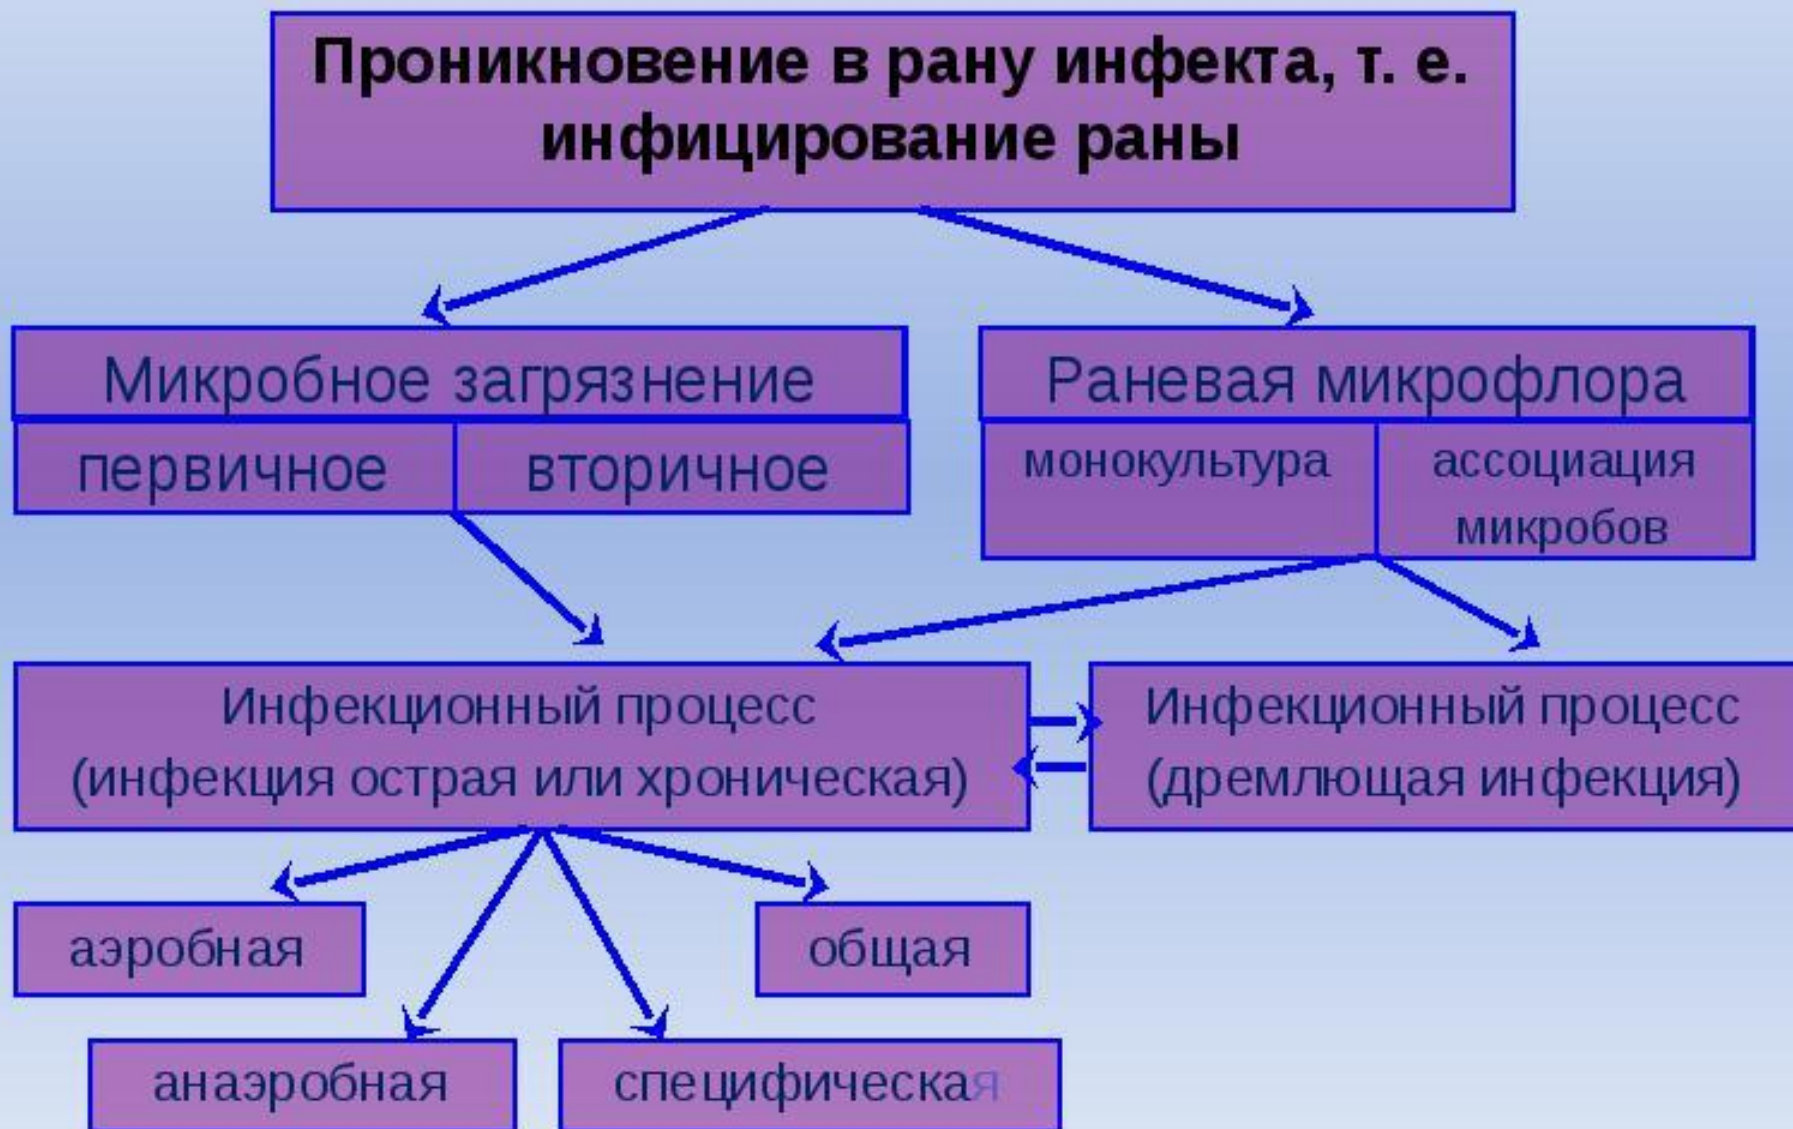 Проникновение в рану инфекта, т. е.
инфицирование раны
Микробное загрязнение
первичное
вторичное
Раневая микрофлора
монокультура
ассоциация
микробов
Инфекционный процесс
(инфекция острая или хроническая)
Инфекционный процесс
(дремлющая инфекция)
аэробная
общая
анаэробная
специфическая